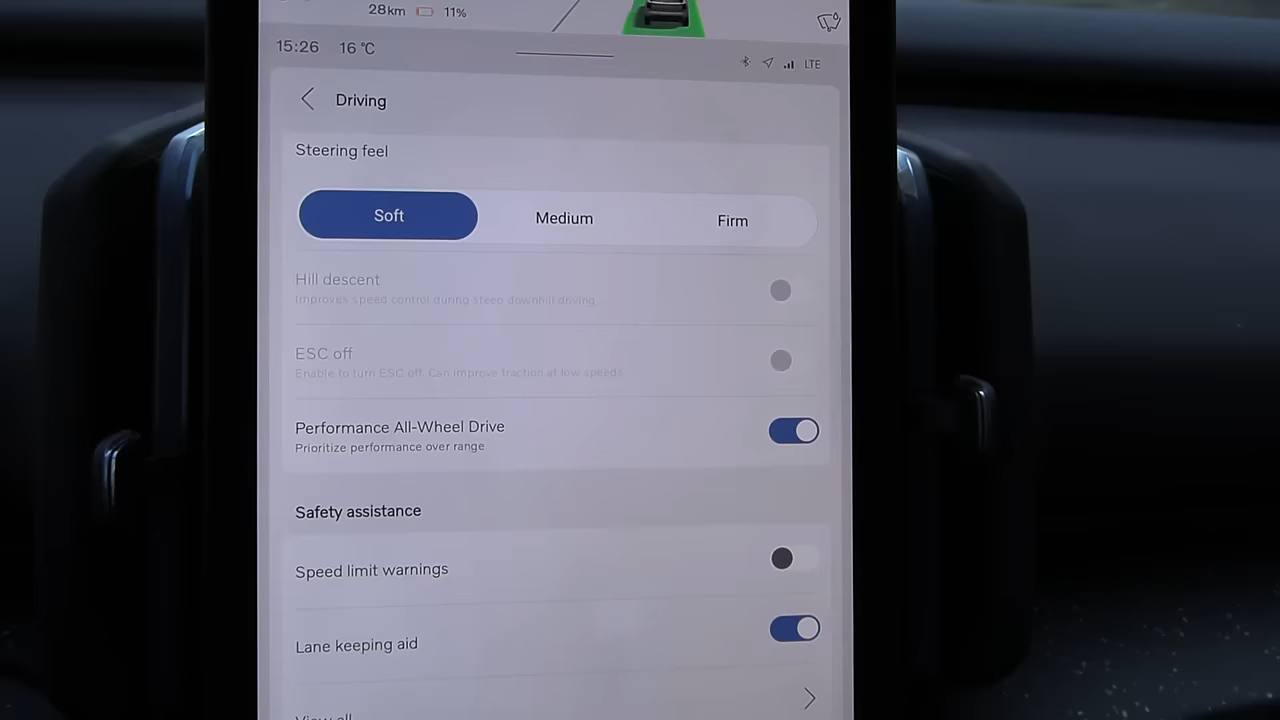 28km 11%
15:26 16 °C LTE
Driving
Steering feel
Soft Medium Firm
Hill descent
Improves speed control during steep downhill driving.
ESC off
Enable to turn ESC off. Can improve traction at low speeds.
Performance All-Wheel Drive
Prioritize performance over range
Safety assistance
Speed limit warnings
Lane keeping aid
View all